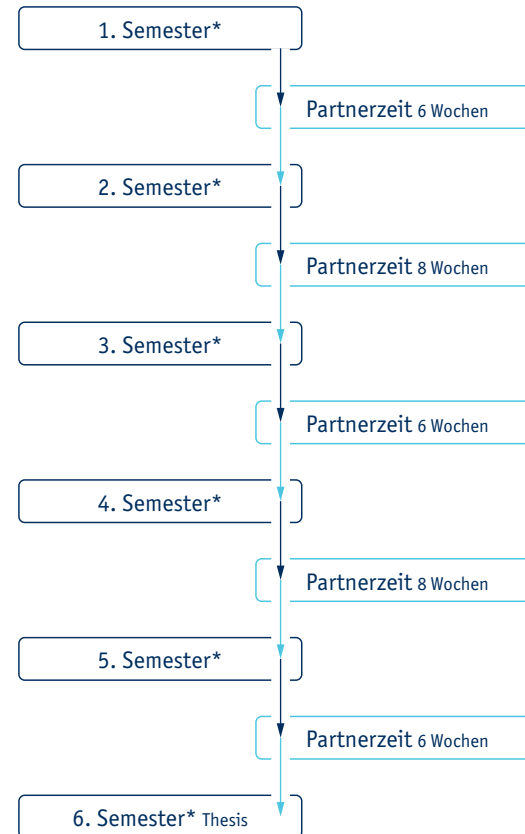 1. Semester*
Partnerzeit 6 Wochen
2. Semester*
Partnerzeit 8 Wochen
3. Semester*
Partnerzeit 6 Wochen
4. Semester*
Partnerzeit 8 Wochen
5. Semester*
Partnerzeit 6 Wochen
6. Semester* Thesis